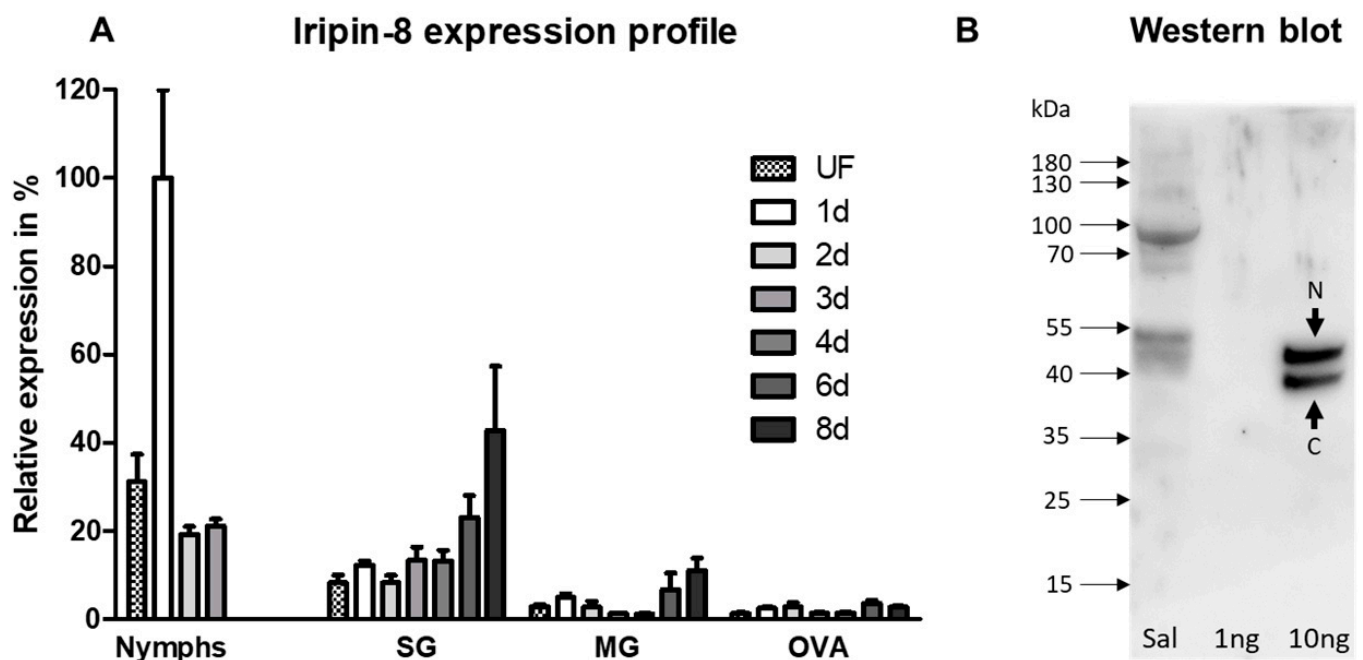 A
Iripin-8 expression profile
Relative expression in %
120
100
80
60
40
20
0
Nymphs
SG
MG
OVA
UF
1d
2d
3d
4d
6d
8d
B
Western blot
kDa
180
130
100
70
55
40
35
25
15
N
C
Sal 1ng 10ng